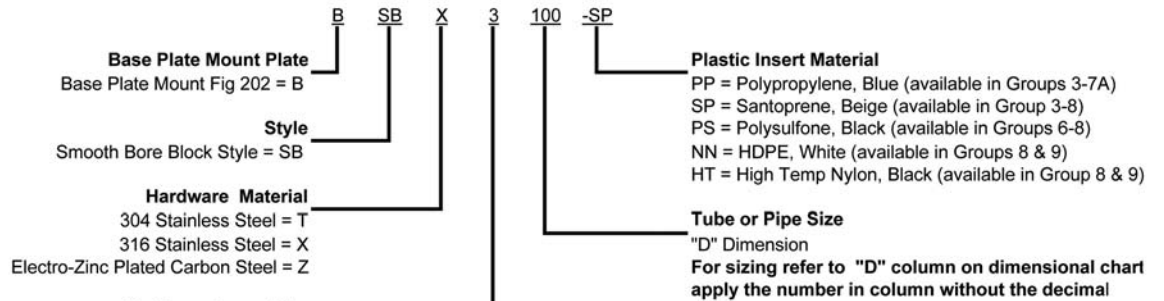 B SB X 3 100 -SP
Base Plate Mount Plate
Base Plate Mount Fig 202 = B
Style
Smooth Bore Block Style = SB
Hardware Material
304 Stainless Steel = T
316 Stainless Steel = X
Electro-Zinc Plated Carbon Steel = Z
Plastic Insert Material
PP = Polypropylene, Blue (available in Groups 3-7A)
SP = Santoprene, Beige (available in Group 3-8)
PS = Polysulfone, Black (available in Groups 6-8)
NN = HDPE, White (available in Groups 8 & 9)
HT = High Temp Nylon, Black (available in Group 8 & 9)
Tube or Pipe Size
"D" Dimension
For sizing refer to "D" column on dimensional chart
apply the number in column without the decimal